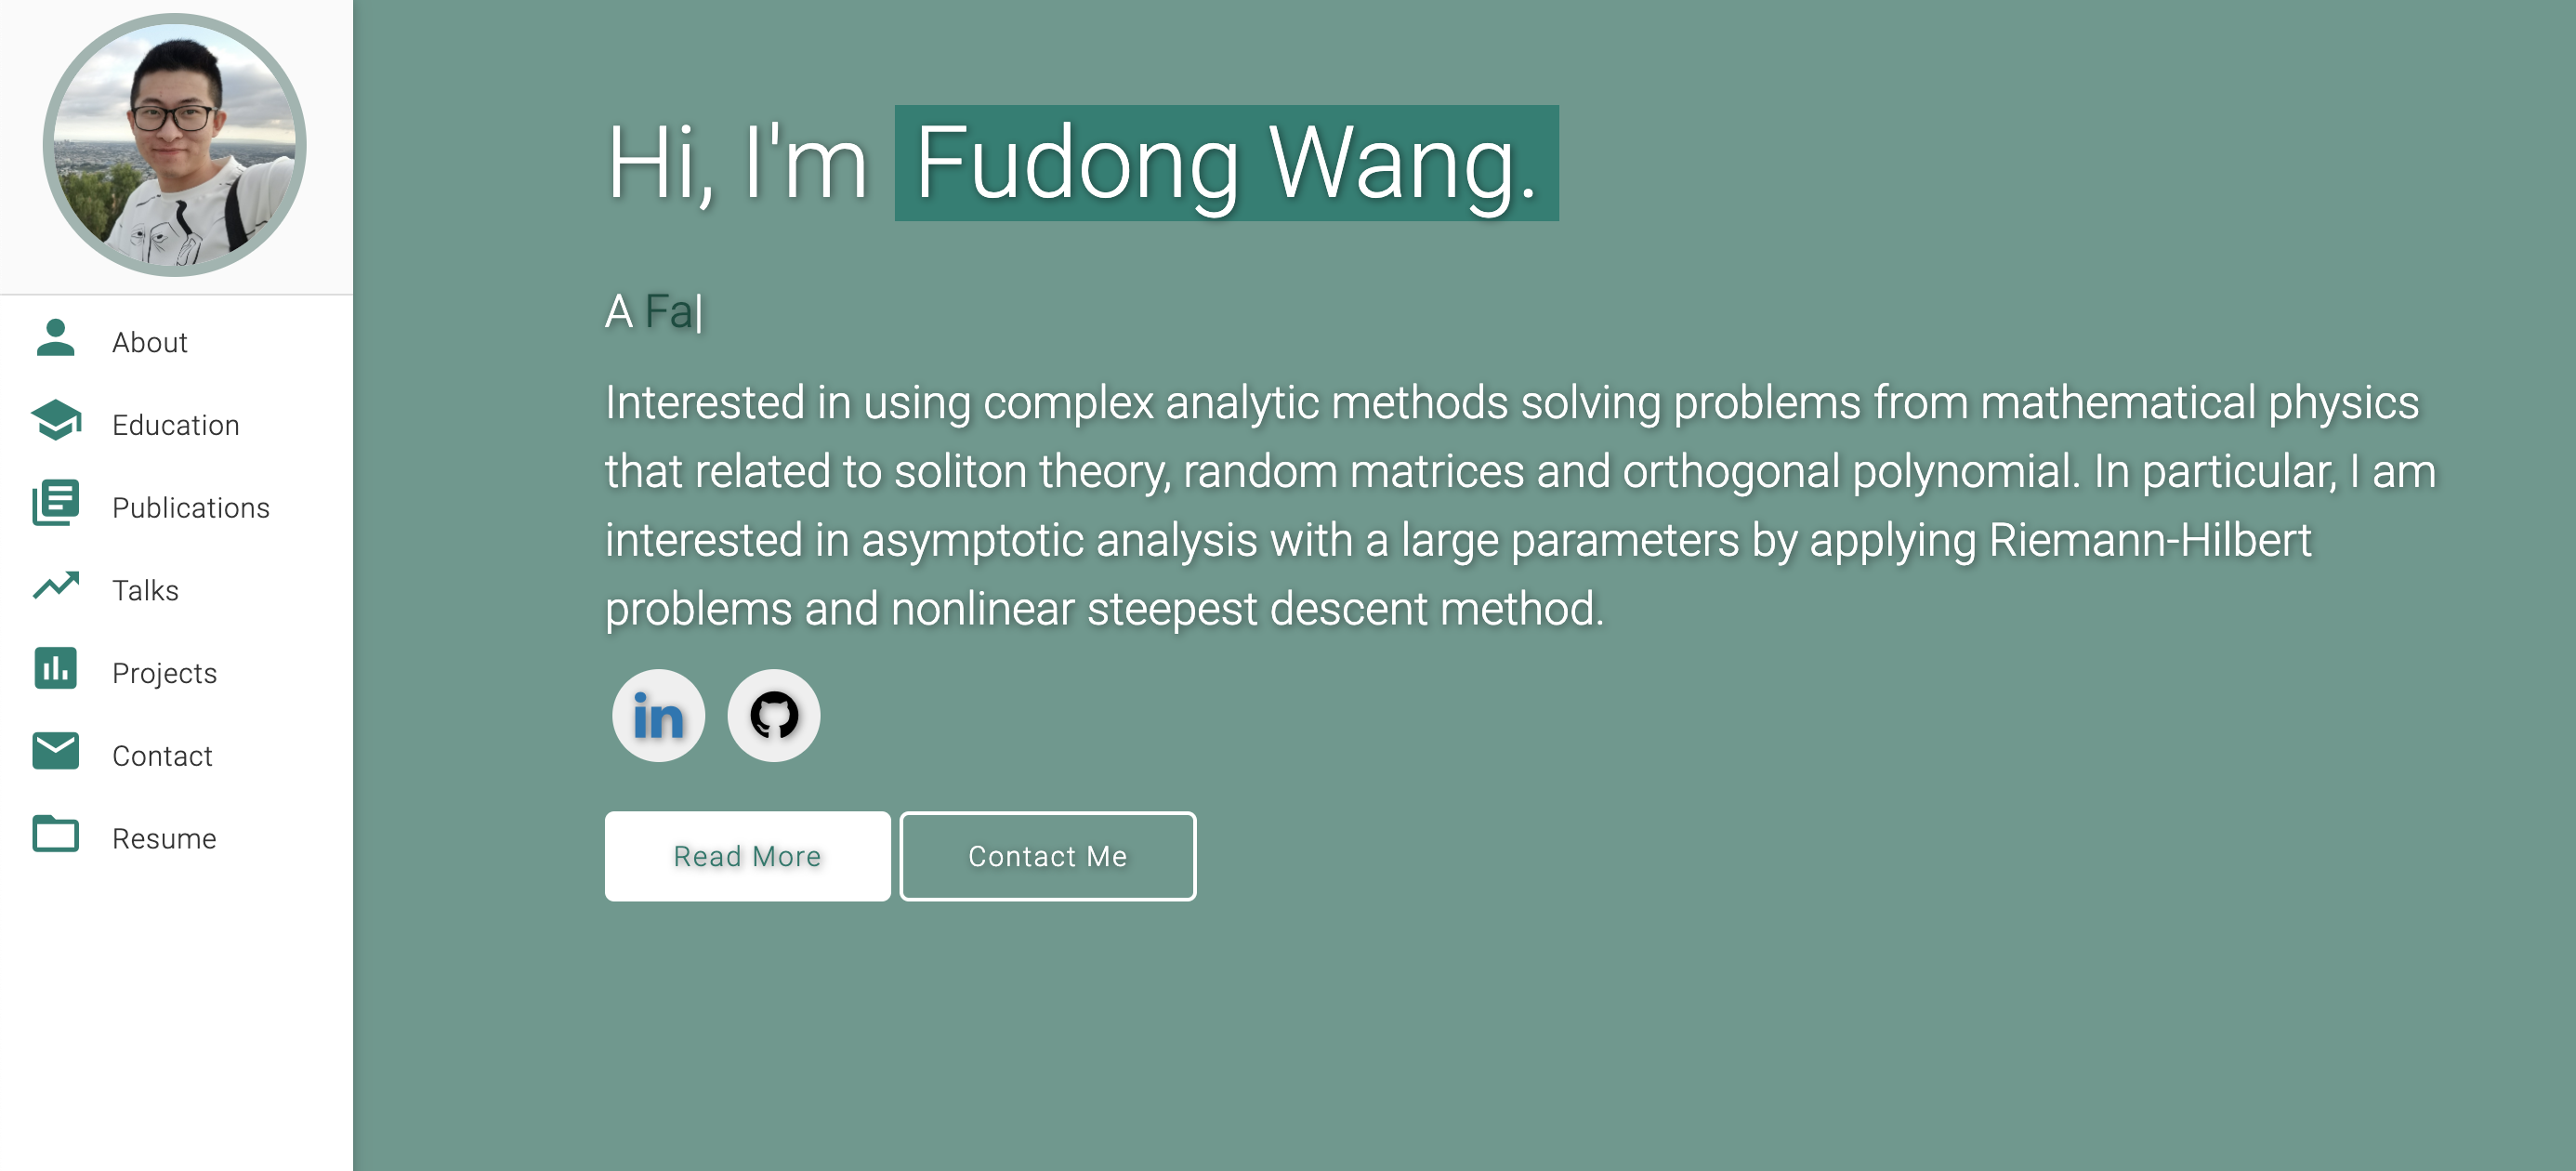 About
Education
Publications
Talks
Projects
Contact
Resume
Hi, I'm Fudong Wang.
A Fa|
Interested in using complex analytic methods solving problems from mathematical physics
that related to soliton theory, random matrices and orthogonal polynomial. In particular, I am
interested in asymptotic analysis with a large parameters by applying Riemann-Hilbert
problems and nonlinear steepest descent method.
in
Read More
Contact Me